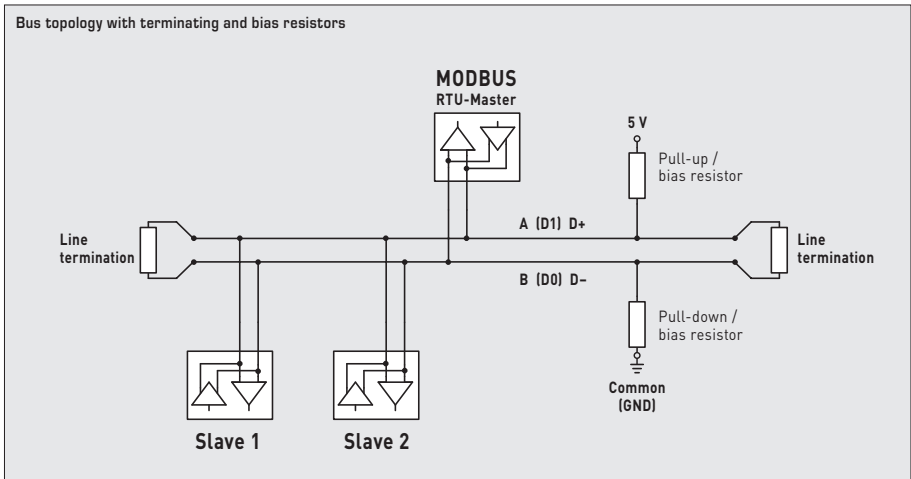 Bus topology with terminating and bias resistors
MODBUS
RTU-Master
5 V
Pull-up /
bias resistor
A (D1) D+
Line
termination
Line
termination
B (D0) D–
Pull-down /
bias resistor
Common
(GND)
Slave 1
Slave 2